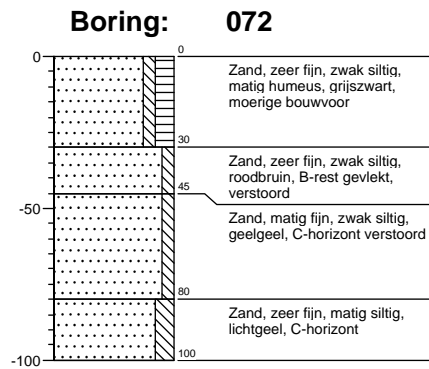 Boring: 072
0
0
Zand, zeer fijn, zwak siltig,
matig humeus, grijszwart,
moerige bouwvoor
30
Zand, zeer fijn, zwak siltig,
roodbruin, B-rest gevlekt,
verstoord
45
-50
Zand, matig fijn, zwak siltig,
geelgeel, C-horizont verstoord
80
Zand, zeer fijn, matig siltig,
lichtgeel, C-horizont
100
-100